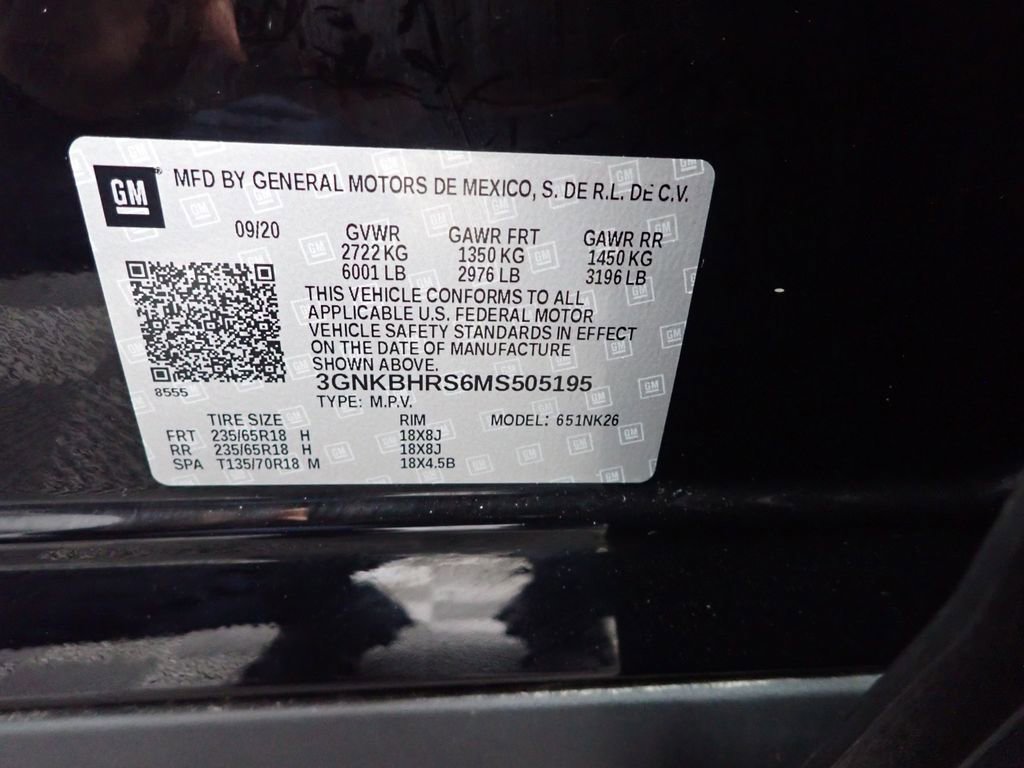 GM MFD BY GENERAL MOTORS DE MEXICO, S. DE R.L. DE C.V.
09/20 GVWR GAWR FRT GAWR RR
2722 KG 1350 KG 1450 KG
6001 LB 2976 LB 3196 LB
THIS VEHICLE CONFORMS TO ALL
APPLICABLE U.S. FEDERAL MOTOR
VEHICLE SAFETY STANDARDS IN EFFECT
ON THE DATE OF MANUFACTURE
SHOWN ABOVE.
3GNKBHRS6MS505195
8555 TYPE: M.P.V.
TIRE SIZE RIM MODEL: 651NK26
FRT 235/65R18 H 18X8J
RR 235/65R18 H 18X8J
SPA T135/70R18 M 18X4.5B